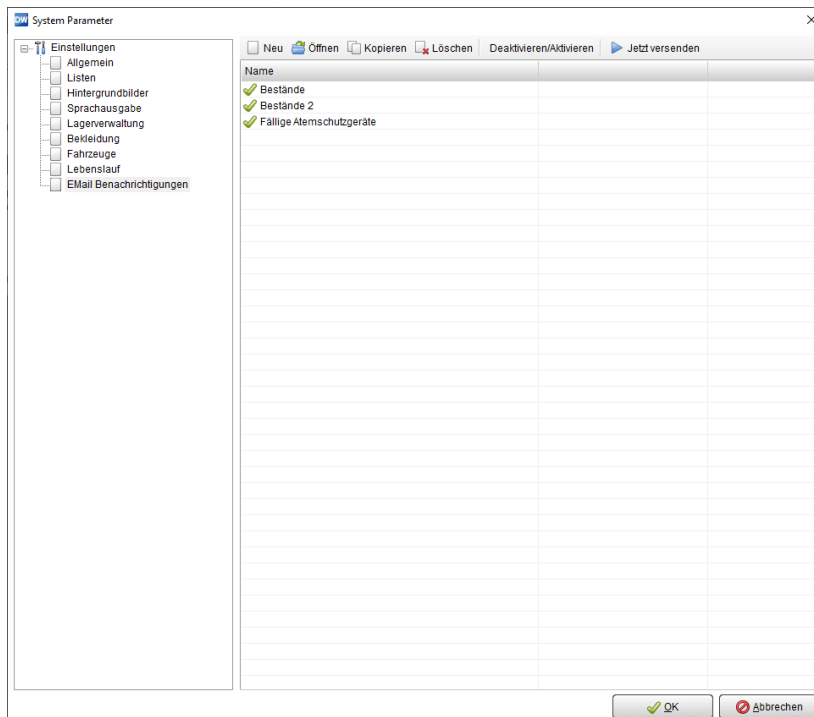 DW System Parameter
Einstellungen
Allgemein
Listen
Hintergrundbilder
Sprachausgabe
Lagerverwaltung
Bekleidung
Fahrzeuge
Lebenslauf
EMail Benachrichtigungen
Neu Öffnen Kopieren Löschen Deaktivieren/Aktivieren Jetzt versenden
Name
Bestände
Bestände 2
Fällige Atemschutzgeräte
OK Abbrechen